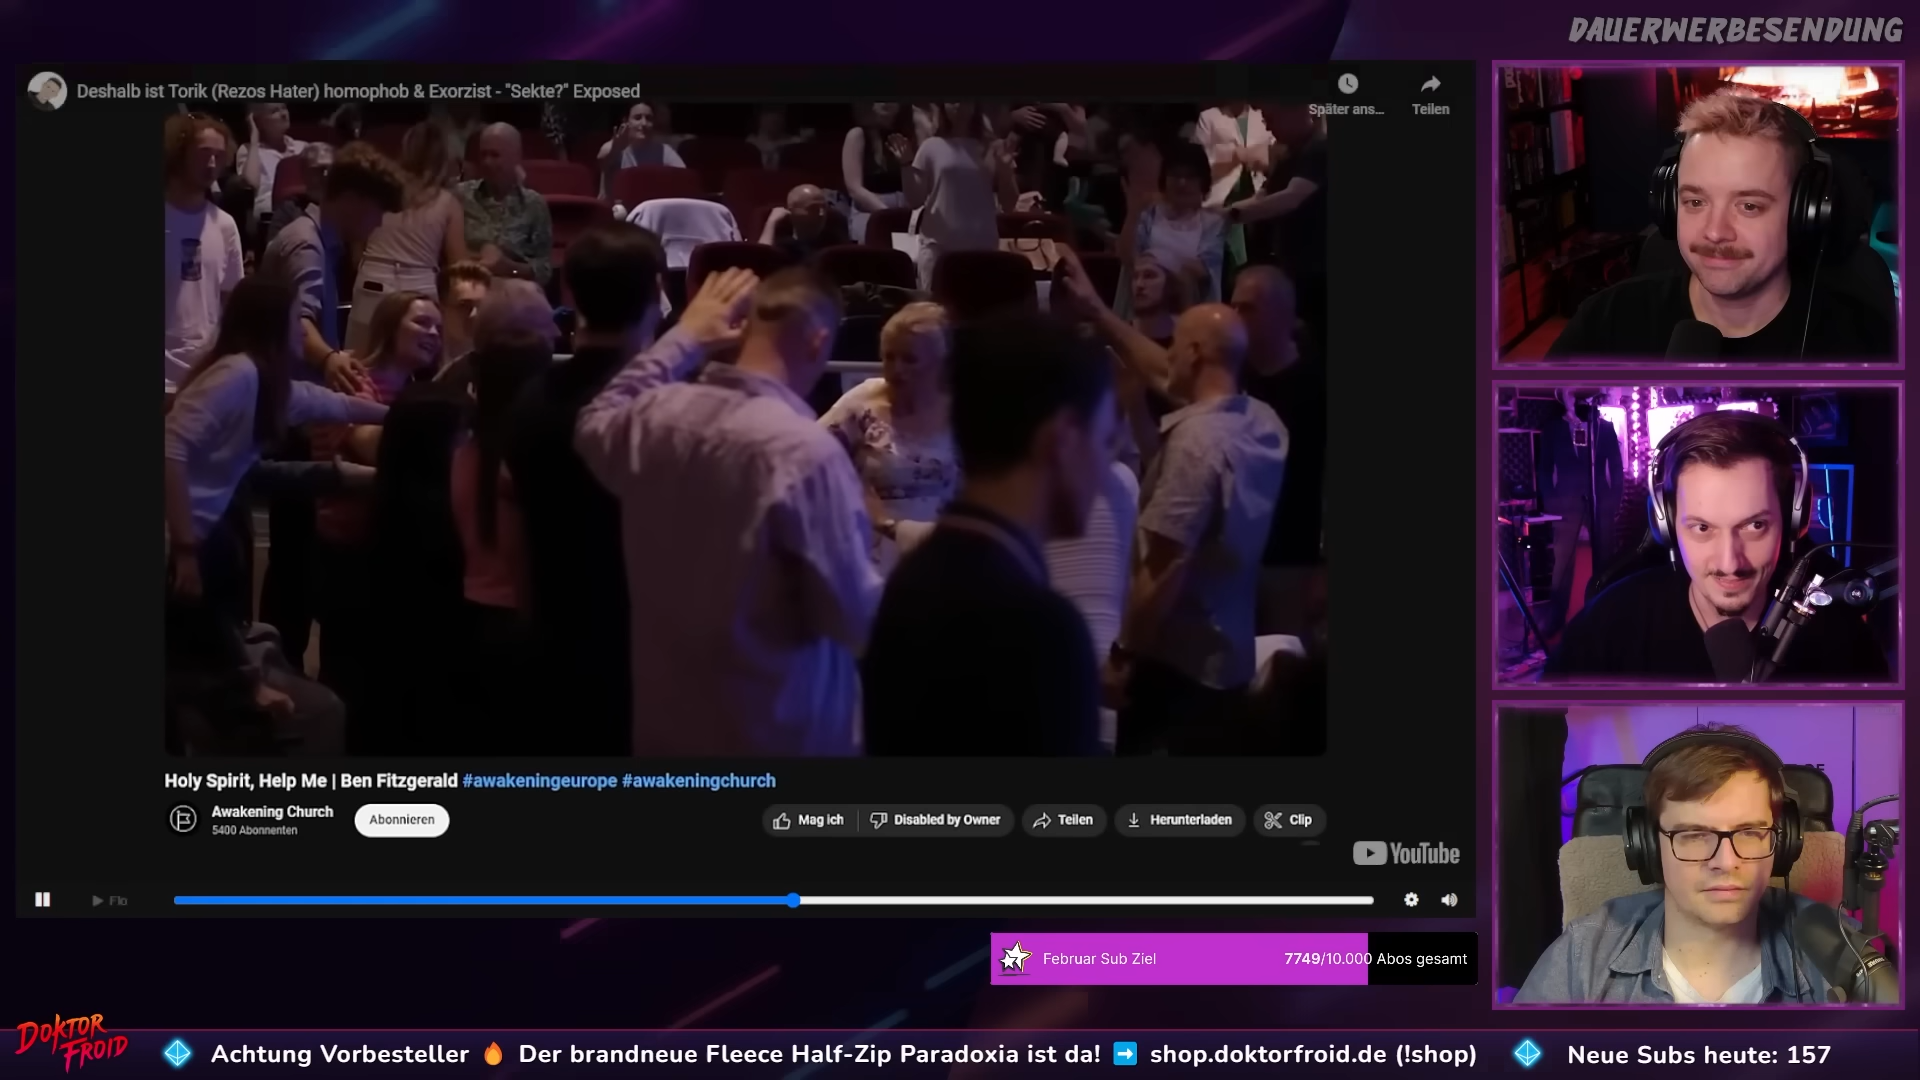 DAUERWERBESENDUNG
Deshalb ist Torik (Rezos Hater) homophob & Exorzist - "Sekte?" Exposed
Später ans...
Teilen
Holy Spirit, Help Me | Ben Fitzgerald #awakeningeurope #awakeningchurch
Awakening Church
5400 Abonnenten
Abonnieren
Mag ich
Disabled by Owner
Teilen
Herunterladen
Clip
YouTube
Flo
Februar Sub Ziel
7749/10.000 Abos gesamt
DOKTOR
FROID
Achtung Vorbesteller 🔥 Der brandneue Fleece Half-Zip Paradoxia ist da! ➡️ shop.doktorfroid.de (!shop)
Neue Subs heute: 157